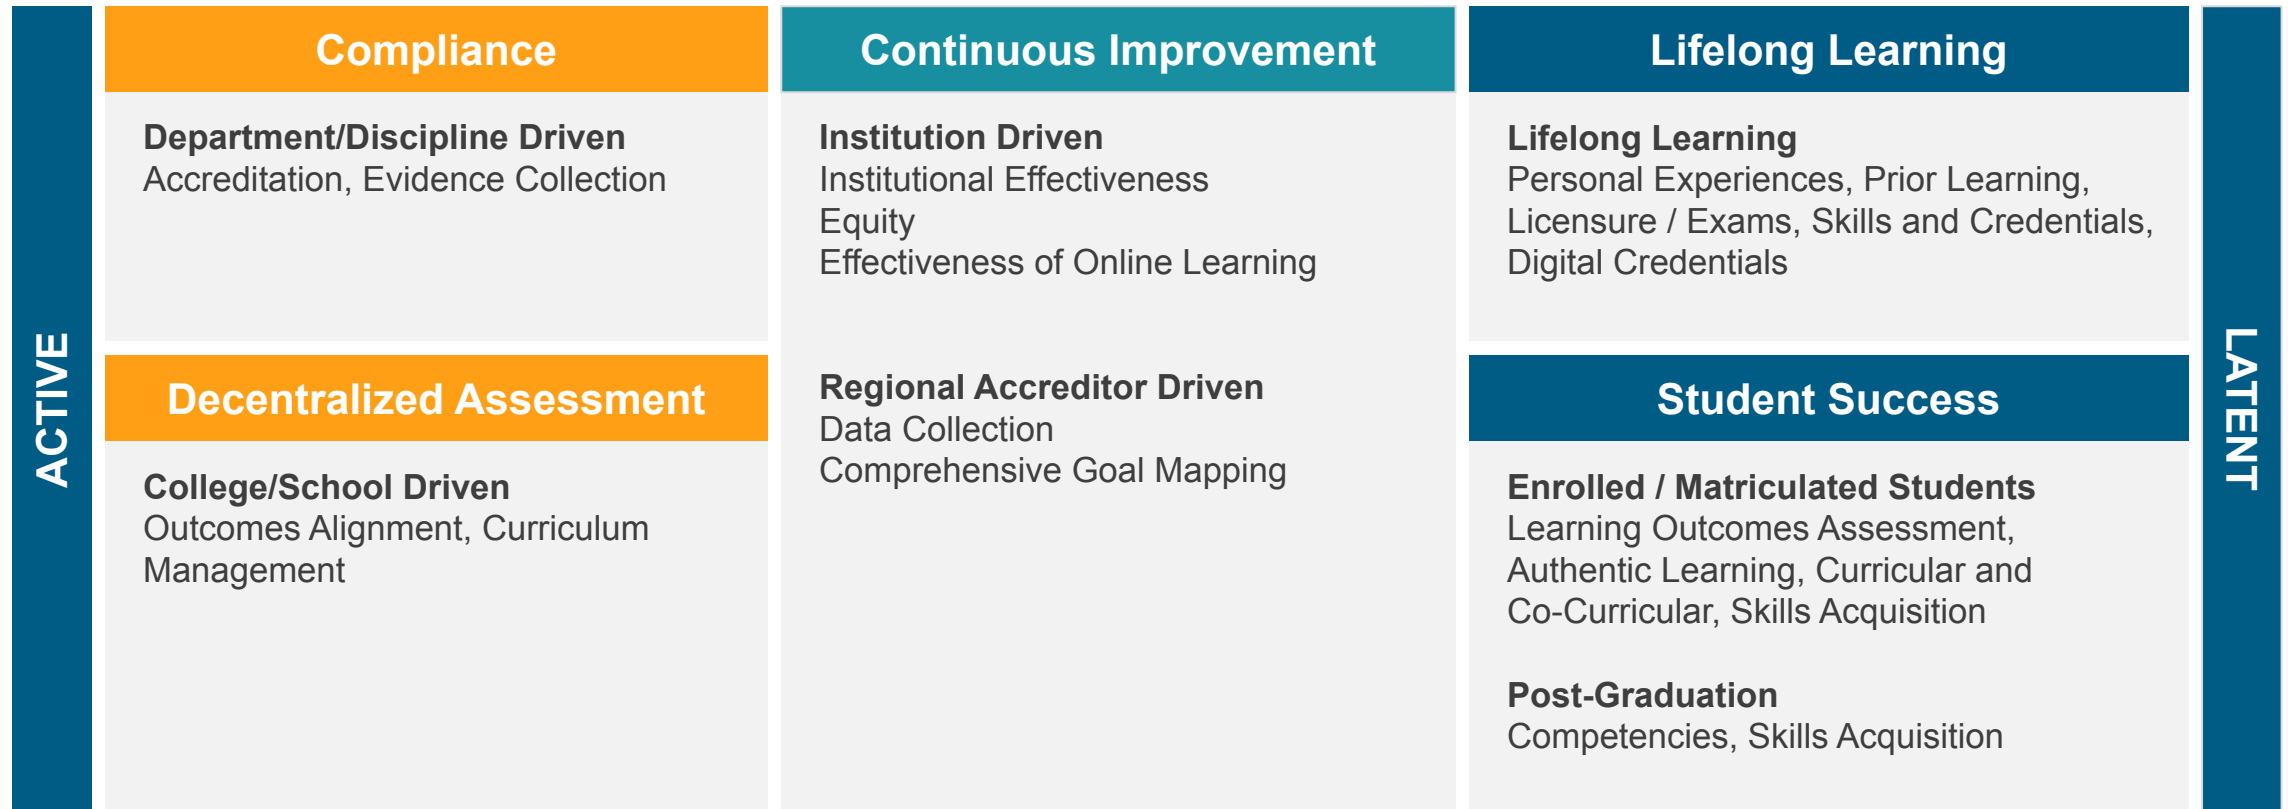 ACTIVE
Compliance
Department/Discipline Driven
Accreditation, Evidence Collection
Decentralized Assessment
College/School Driven
Outcomes Alignment, Curriculum
Management
Continuous Improvement
Institution Driven
Institutional Effectiveness
Equity
Effectiveness of Online Learning
Regional Accreditor Driven
Data Collection
Comprehensive Goal Mapping
Lifelong Learning
Lifelong Learning
Personal Experiences, Prior Learning,
Licensure / Exams, Skills and Credentials,
Digital Credentials
Student Success
Enrolled / Matriculated Students
Learning Outcomes Assessment,
Authentic Learning, Curricular and
Co-Curricular, Skills Acquisition
Post-Graduation
Competencies, Skills Acquisition
LATENT